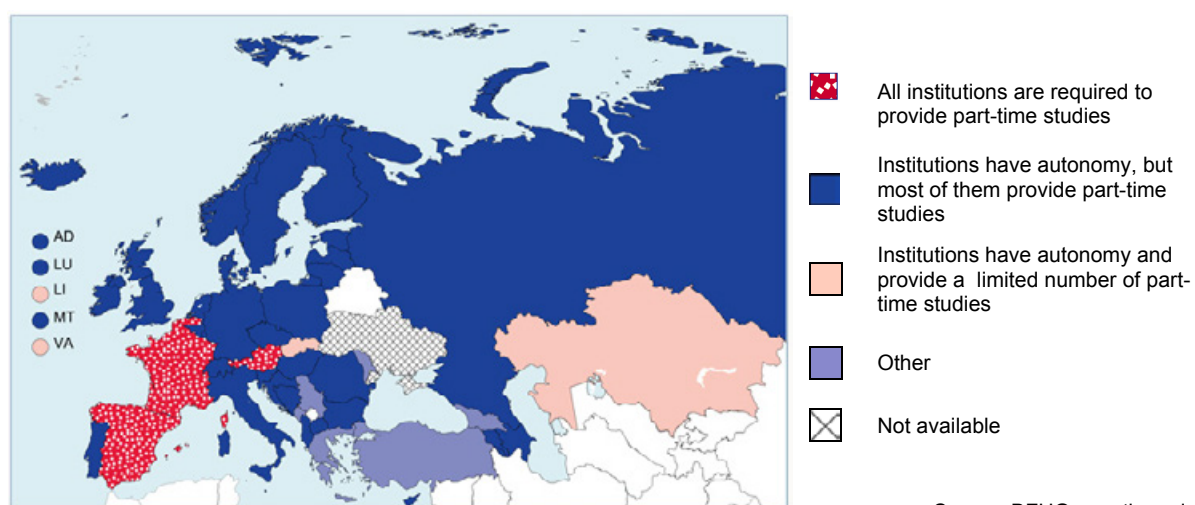 AD
LU
LI
MT
VA
All institutions are required to
provide part-time studies
Institutions have autonomy, but
most of them provide part-time
studies
Institutions have autonomy and
provide a limited number of part-
time studies
Other
Not available